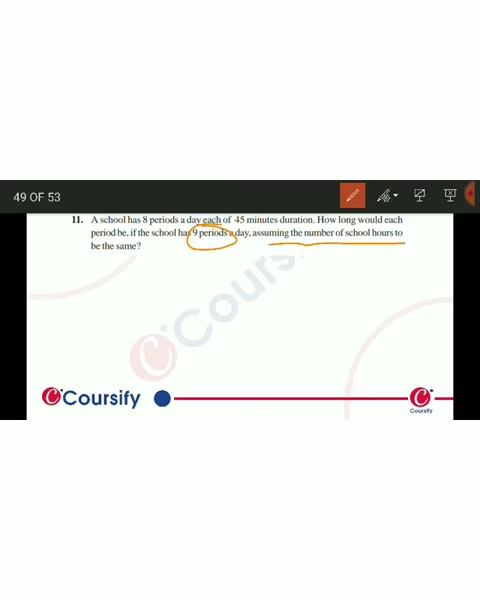 49 OF 53
11. A school has 8 periods a day each of 45 minutes duration. How long would each
period be, if the school has 9 periods a day, assuming the number of school hours to
be the same?
Coursify
Coursify
Coursify